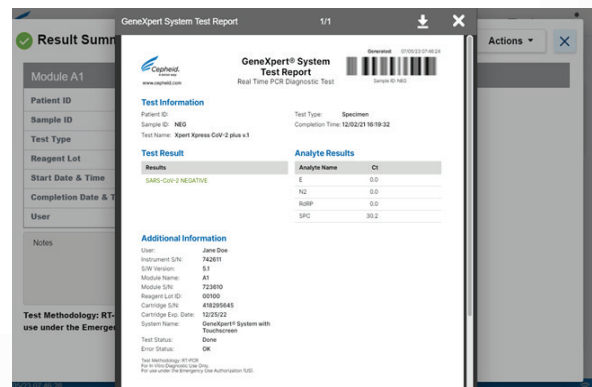 GeneXpert System Test Report 1/1
Result Summ
Actions
Module A1
Patient ID
Sample ID
Test Type
Reagent Lot
Start Date & Time
Completion Date & T
User
Notes
Test Methodology: RT-
use under the Emerge
Cepheid.
www.cepheid.com
GeneXpert® System
Test Report
Real Time PCR Diagnostic Test
Generated: 07/05/23 07:46:24
Sample ID: NEG
Test Information
Patient ID:
Sample ID: NEG
Test Name: Xpert Xpress CoV-2 plus v.1
Test Type: Specimen
Completion Time: 12/02/21 16:19:32
Test Result
Results
SARS-CoV-2 NEGATIVE
Analyte Results
Analyte Name Ct
E 0.0
N2 0.0
RdRP 0.0
SPC 30.2
Additional Information
User: Jane Doe
Instrument S/N: 742611
S/W Version: 5.1
Module Name: A1
Module S/N: 723610
Reagent Lot ID: 00100
Cartridge S/N: 418295645
Cartridge Exp. Date: 12/25/22
System Name: GeneXpert® System with
Touchscreen
Test Status: Done
Error Status: OK
Test Methodology: RT-PCR
For In Vitro Diagnostic Use
Only.
For use under the Emergency Use Authorization (US).